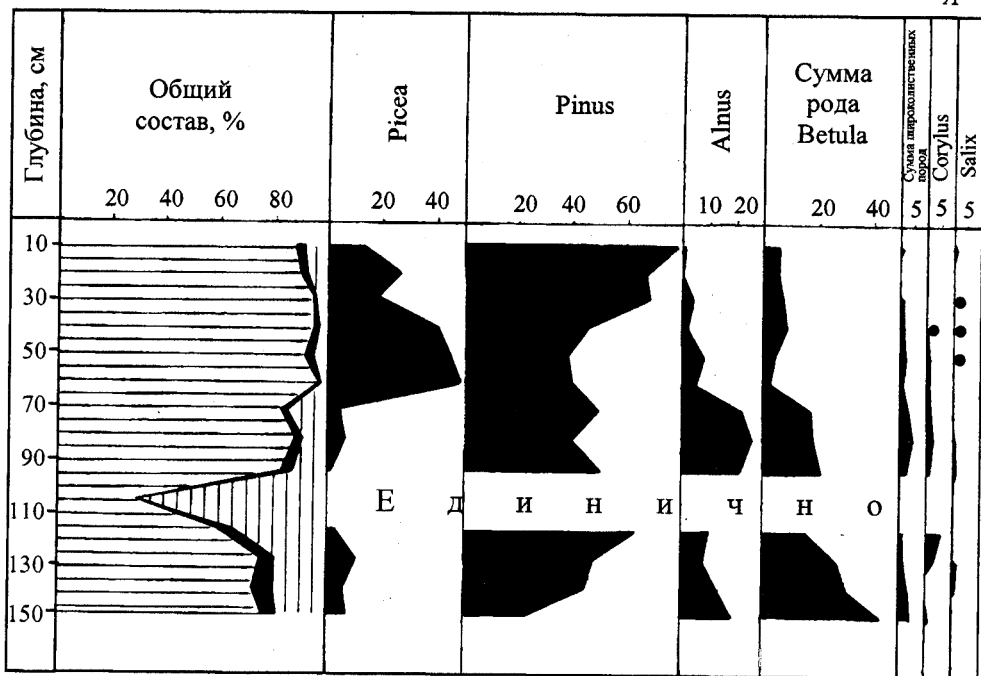 Глубина, см
Общий
состав, %
Picea
Pinus
Alnus
Сумма
рода
Betula
Сумма широколиственных
пород
Corylus
Salix
20 40 60 80 40 20 40 60 10 20 20 40 5 5 5
10
30
50
70
90
Единично
110
130
150